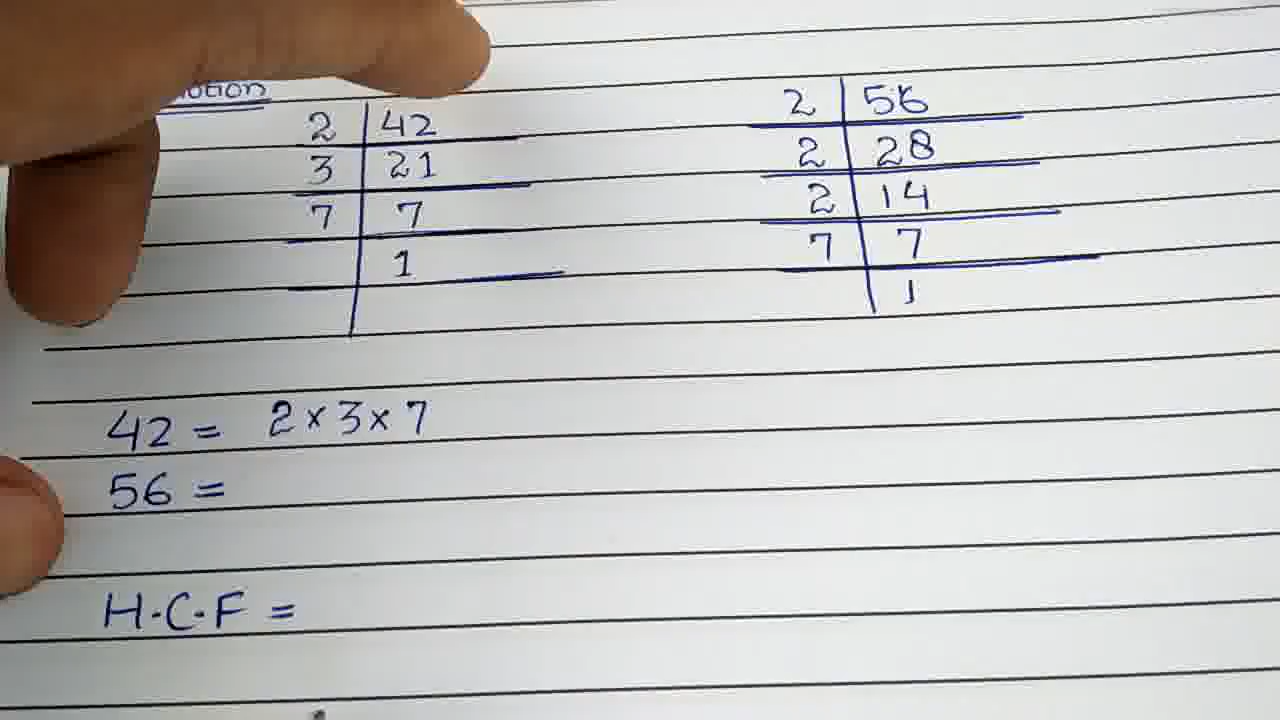 2 | 42
3 | 21
7 | 7
1
2 | 56
2 | 28
2 | 14
7 | 7
1
42 = 2 × 3 × 7
56 =
H.C.F =